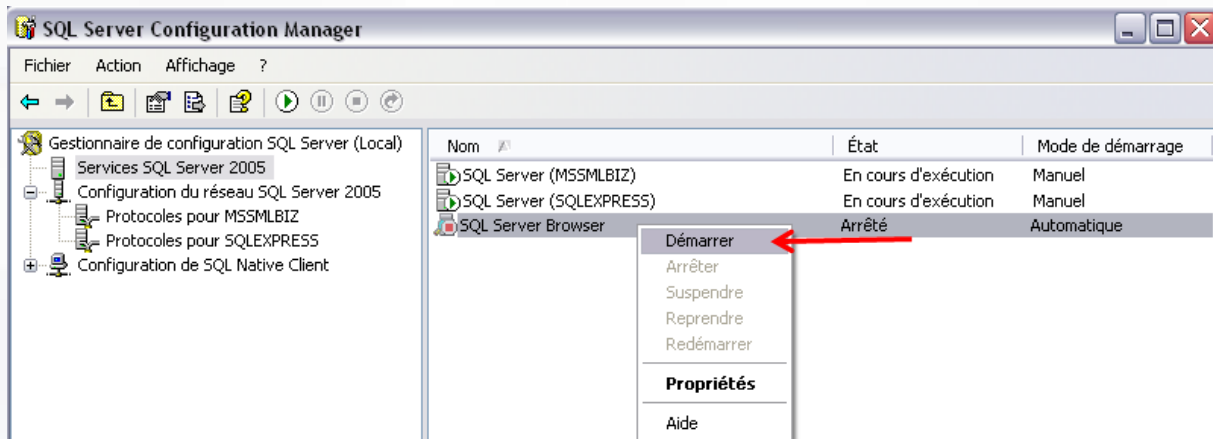 SQL Server Configuration Manager
Fichier Action Affichage ?
Gestionnaire de configuration SQL Server (Local)
Services SQL Server 2005
Configuration du réseau SQL Server 2005
Protocoles pour MSSMLBIZ
Protocoles pour SQLEXPRESS
Configuration de SQL Native Client
Nom État Mode de démarrage
SQL Server (MSSMLBIZ) En cours d'exécution Manuel
SQL Server (SQLEXPRESS) En cours d'exécution Manuel
SQL Server Browser Arrêté Automatique
Démarrer
Arrêter
Suspendre
Reprendre
Redémarrer
Propriétés
Aide